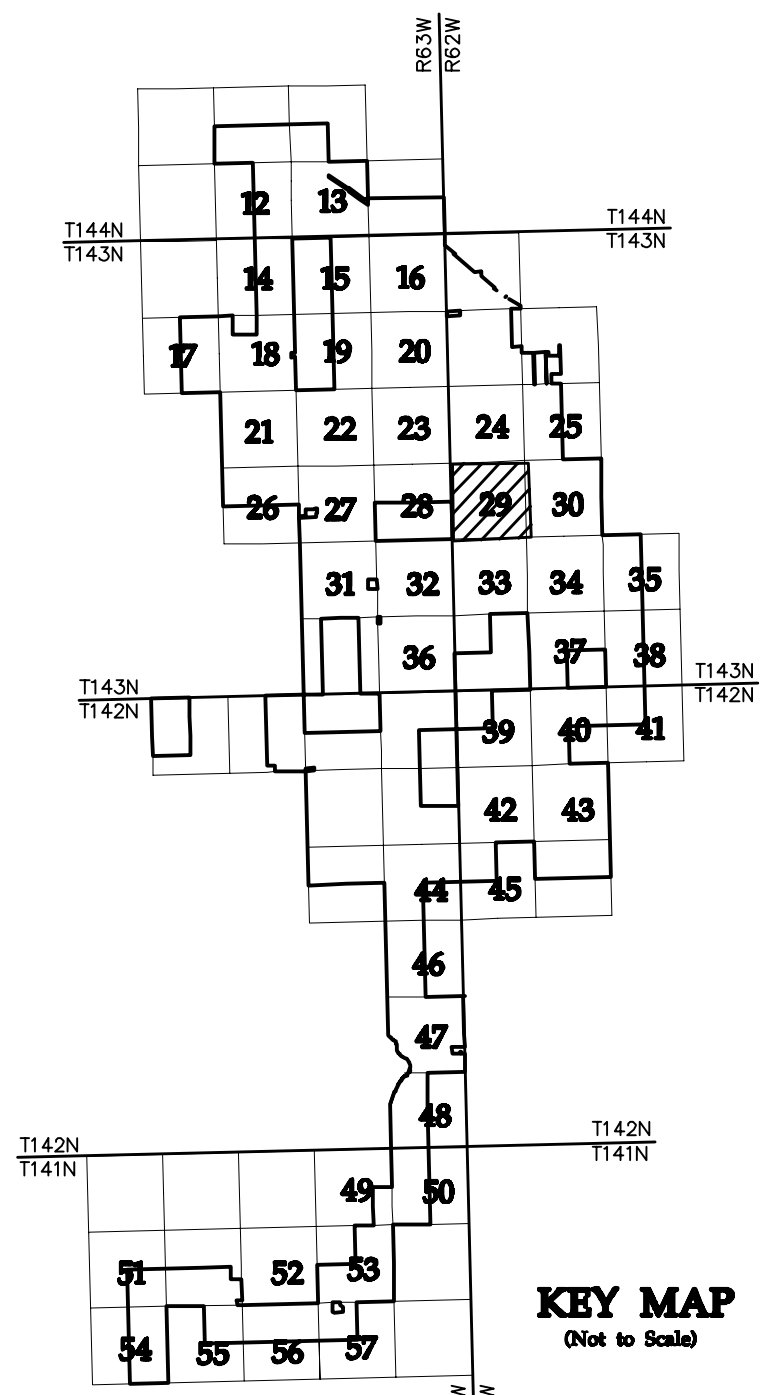 R63W
R62W
12 13
T144N T144N
T143N T143N
14 15 16
17 18 19 20
21 22 23 24 25
26 27 28 29 30
31 32 33 34 35
36 37 38
T143N T143N
T142N T142N
39 40 41
42 43
44 45
46
47
48
T142N T142N
T141N T141N
49 50
51 52 53
KEY MAP
(Not to Scale)
54 55 56 57
W W